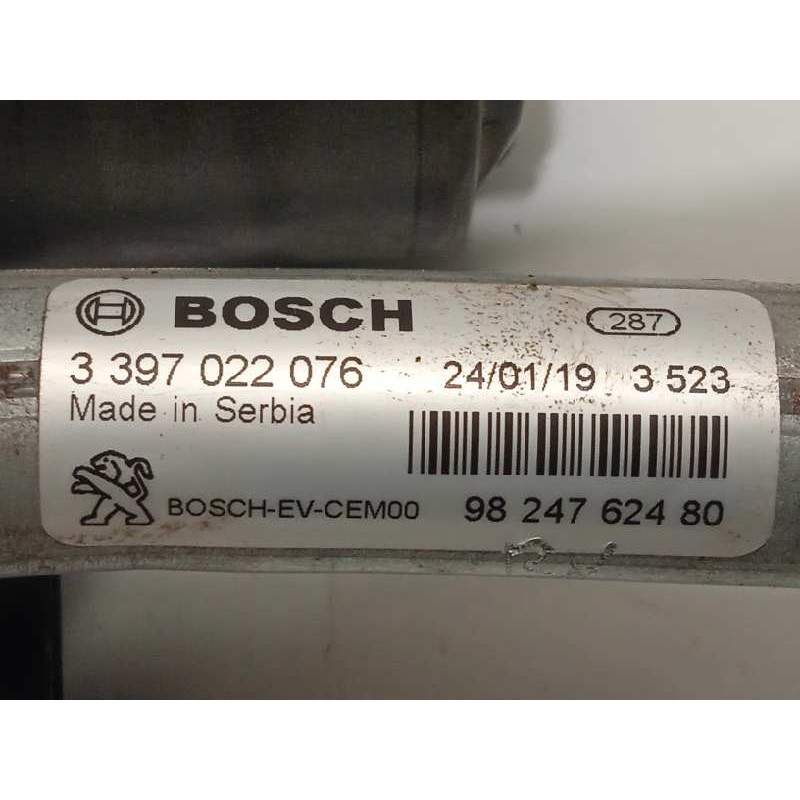 BOSCH 287
3 397 022 076 24/01/19 3 523
Made in Serbia
BOSCH-EV-CEM00 98 247 624 80